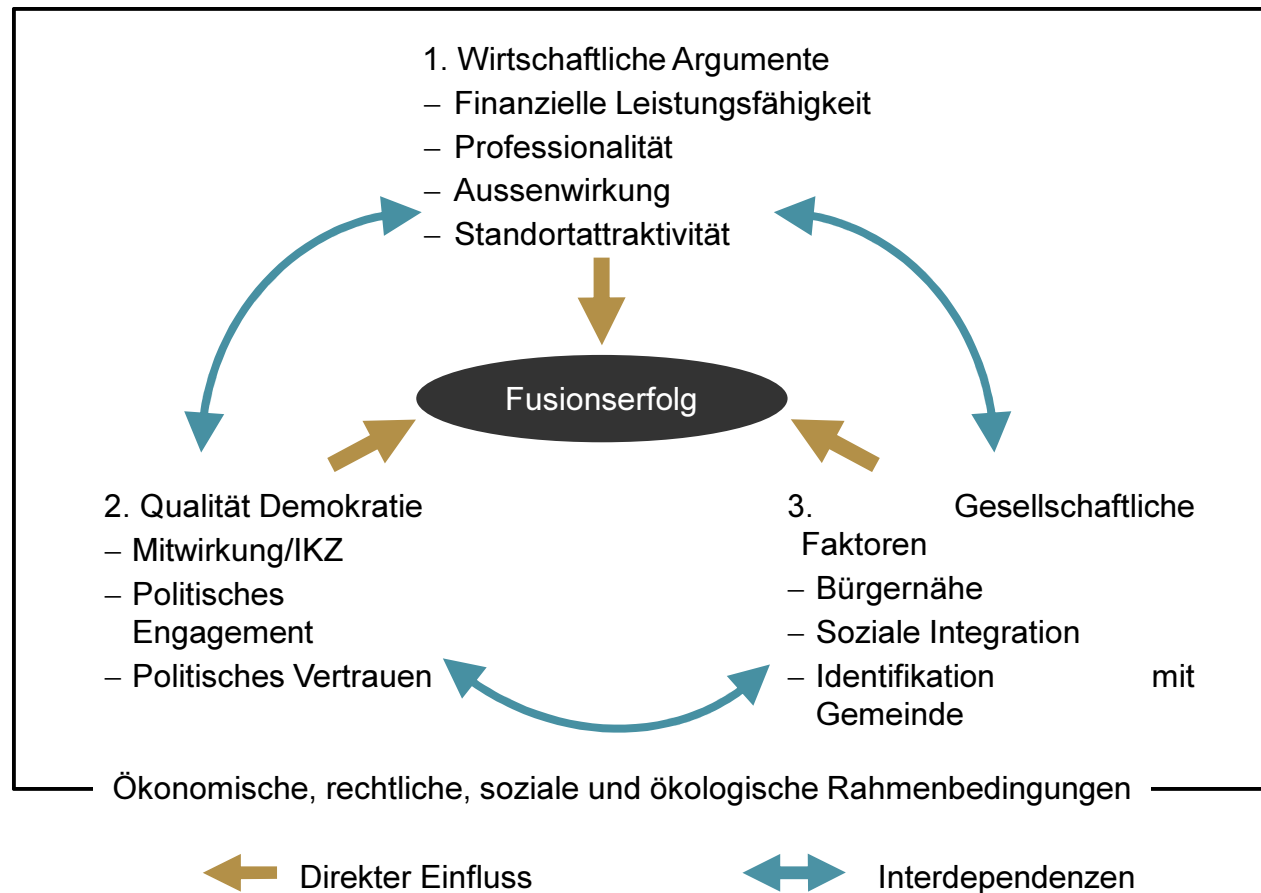 1. Wirtschaftliche Argumente
– Finanzielle Leistungsfähigkeit
– Professionalität
– Aussenwirkung
– Standortattraktivität
Fusionserfolg
2. Qualität Demokratie
– Mitwirkung/IKZ
– Politisches
Engagement
– Politisches Vertrauen
3. Gesellschaftliche
Faktoren
– Bürgernähe
– Soziale Integration
– Identifikation mit
Gemeinde
Ökonomische, rechtliche, soziale und ökologische Rahmenbedingungen
Direkter Einfluss
Interdependenzen